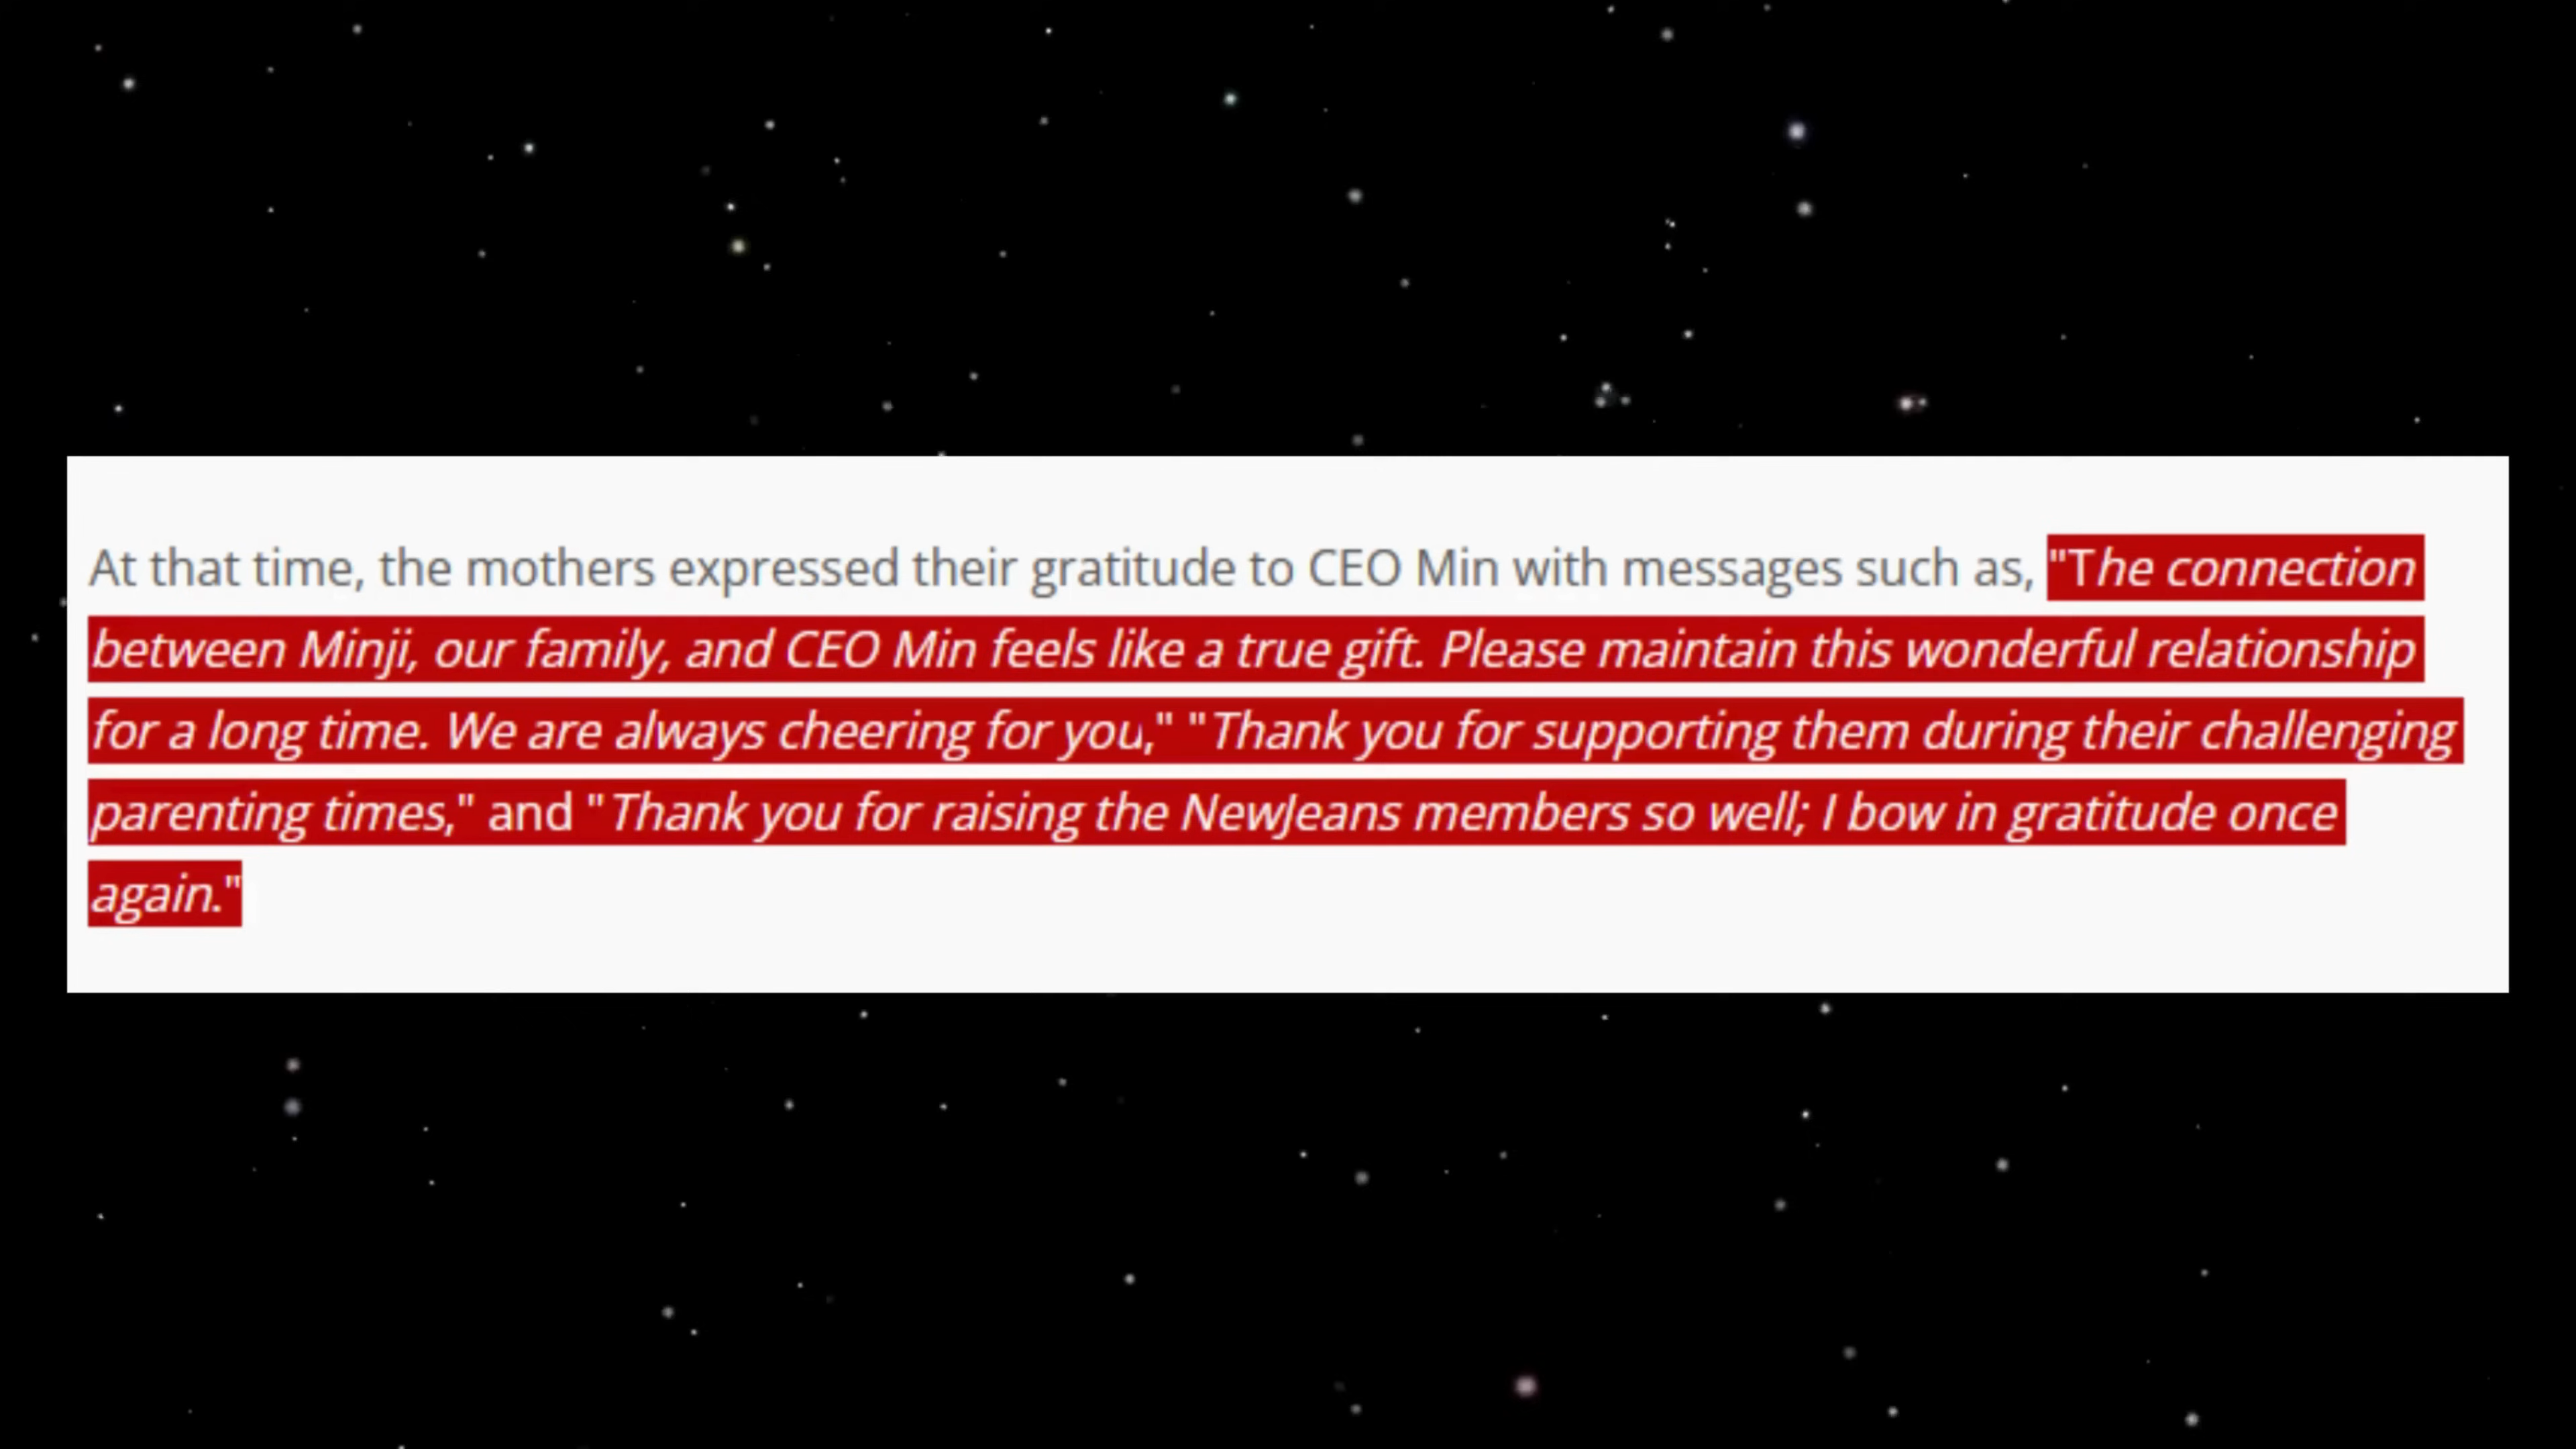 At that time, the mothers expressed their gratitude to CEO Min with messages such as, "The connection
between Minji, our family, and CEO Min feels like a true gift. Please maintain this wonderful relationship
for a long time. We are always cheering for you," "Thank you for supporting them during their challenging
parenting times," and "Thank you for raising the NewJeans members so well; I bow in gratitude once
again."